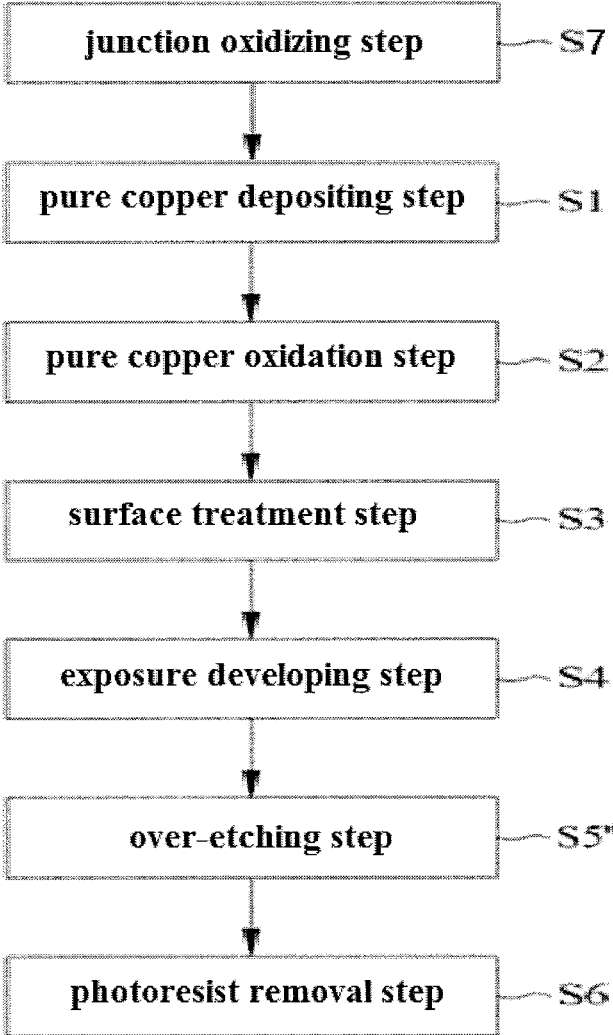 junction oxidizing step S7
pure copper depositing step S1
pure copper oxidation step S2
surface treatment step S3
exposure developing step S4
over-etching step S5"
photoresist removal step S6